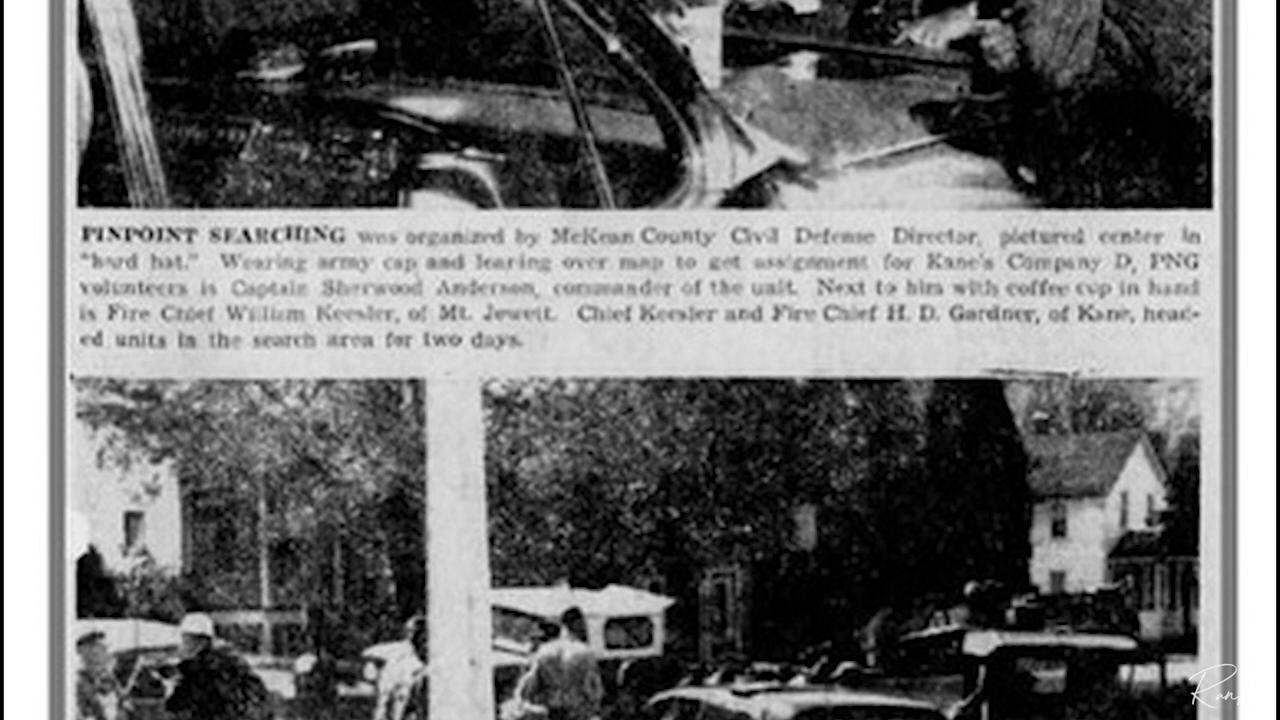 PINPOINT SEARCHING was organized by McKean County Civil Defense Director, pictured center in
"hard hat." Wearing army cap and leaning over map to get assignment for Kane's Company D, PNG
volunteers is Captain Sherwood Anderson, commander of the unit. Next to him with coffee cup in hand
is Fire Chief William Keesler, of Mt. Jewett. Chief Keesler and Fire Chief H. D. Gardner, of Kane, head-
ed units in the search area for two days.